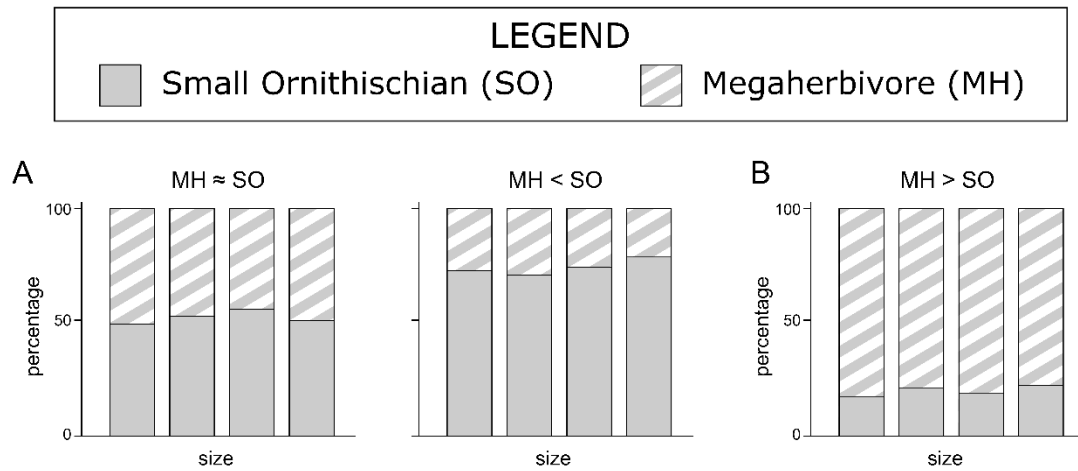 LEGEND
Small Ornithischian (SO) Megaherbivore (MH)
A MH ≈ SO MH < SO B MH > SO
100 100
percentage percentage
50 50
0 0
size size size